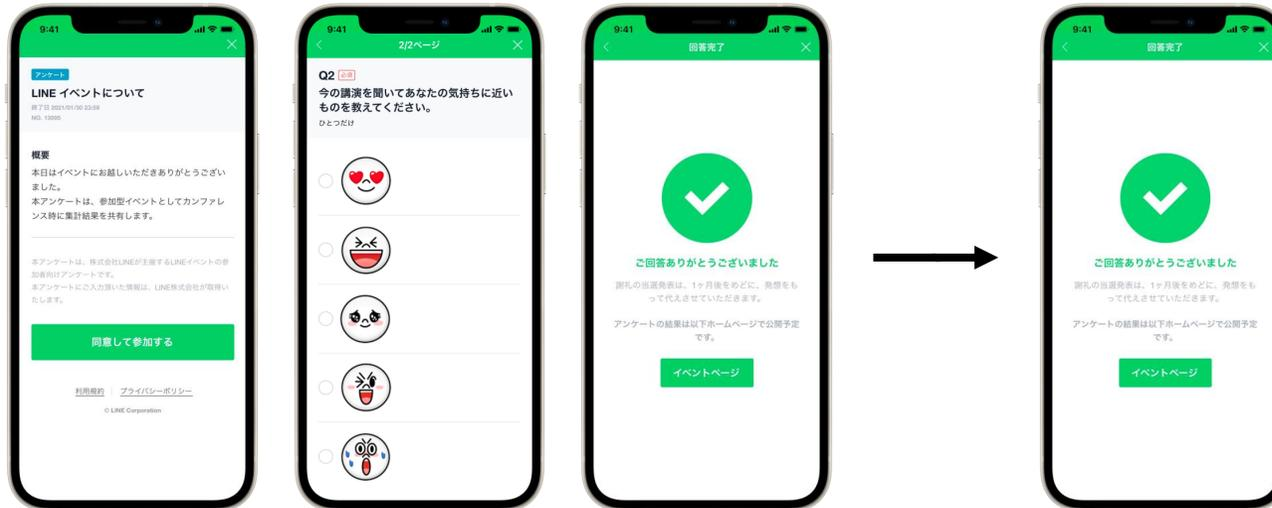 9:41
アンケート
LINE イベントについて
終了日 2021/01/30 23:59
NO. 13095
概要
本日はイベントにお越しいただきありがとうござい
ました。
本アンケートは、参加型イベントとしてカンファレ
ンス時に集計結果を共有します。
本アンケートは、株式会社LINEが主催するLINEイベントの参
加者向けアンケートです。
本アンケートにご入力頂いた情報は、LINE株式会社が取得い
たします。
同意して参加する
利用規約 プライバシーポリシー
© LINE Corporation
9:41
2/2ページ
Q2 必須
今の講演を聞いてあなたの気持ちに近い
ものを教えてください。
ひとつだけ
9:41
回答完了
ご回答ありがとうございました
謝礼の当選発表は、1ヶ月後をめどに、発想をも
って代えさせていただきます。
アンケートの結果は以下ホームページで公開予定
です。
イベントページ
9:41
回答完了
ご回答ありがとうございました
謝礼の当選発表は、1ヶ月後をめどに、発想をも
って代えさせていただきます。
アンケートの結果は以下ホームページで公開予定
です。
イベントページ